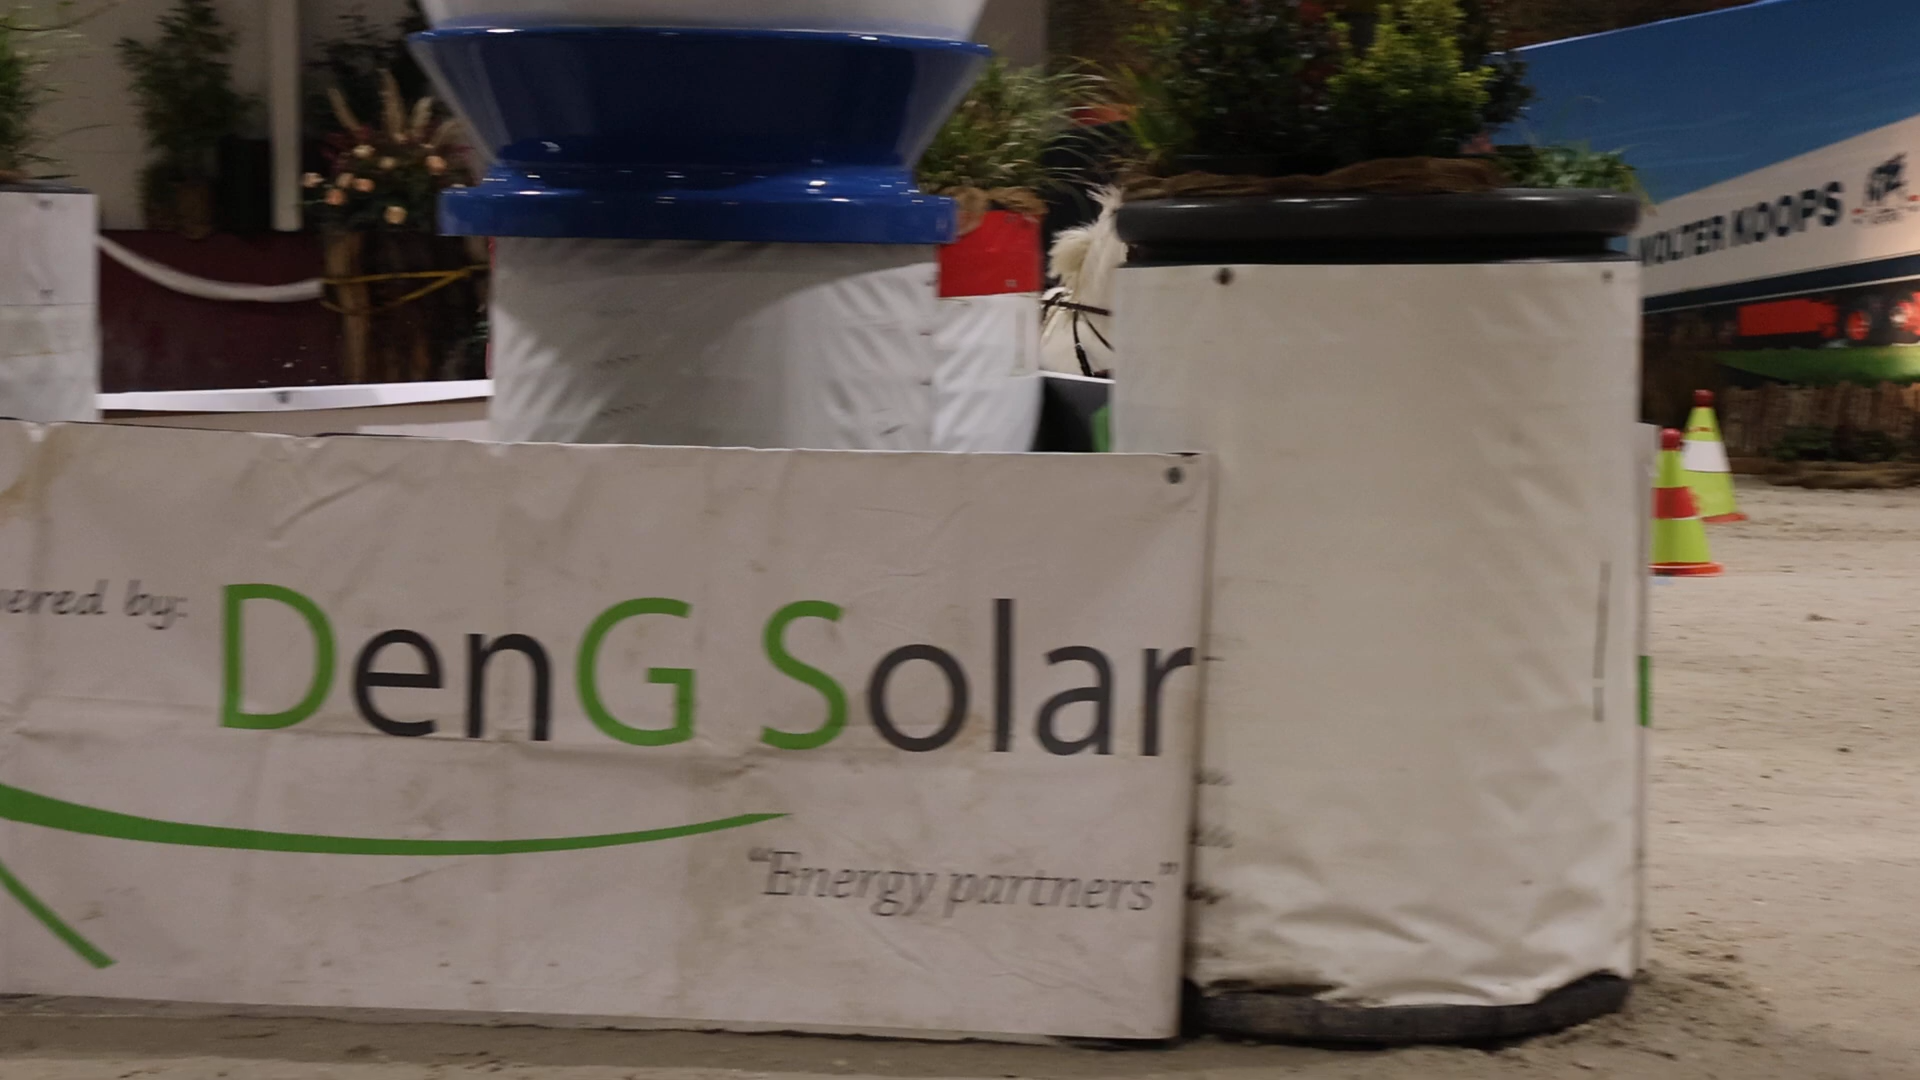 WOLTER KOOPS
ered by:
DenG Solar
“Energy partners”